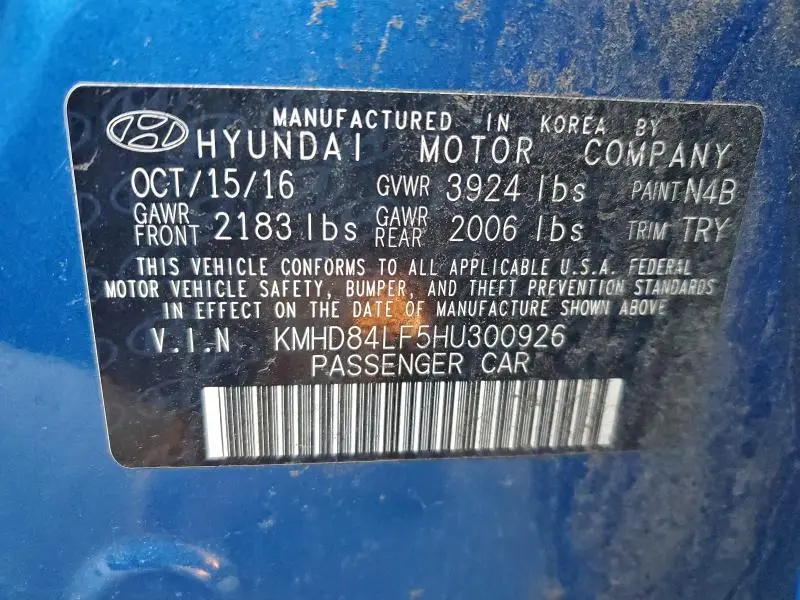 MANUFACTURED IN KOREA BY
HYUNDAI MOTOR COMPANY
OCT/15/16 GVWR 3924 lbs PAINT N4B
GAWR FRONT 2183 lbs GAWR REAR 2006 lbs TRIM TRY
THIS VEHICLE CONFORMS TO ALL APPLICABLE U.S.A. FEDERAL
MOTOR VEHICLE SAFETY, BUMPER, AND THEFT PREVENTION STANDARDS
IN EFFECT ON THE DATE OF MANUFACTURE SHOWN ABOVE
V.I.N KMHD84LF5HU300926
PASSENGER CAR